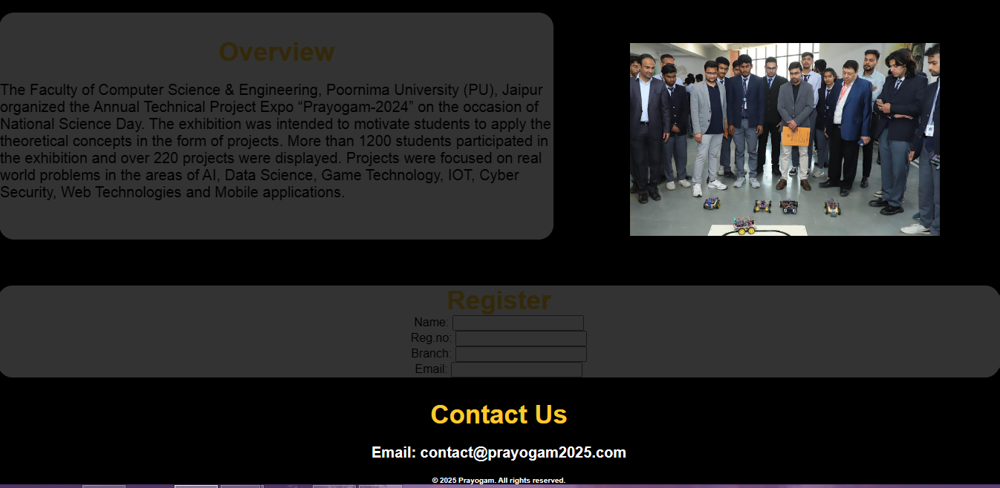 Overview
The Faculty of Computer Science & Engineering, Poornima University (PU), Jaipur
organized the Annual Technical Project Expo “Prayogam-2024” on the occasion of
National Science Day. The exhibition was intended to motivate students to apply the
theoretical concepts in the form of projects. More than 1200 students participated in
the exhibition and over 220 projects were displayed. Projects were focused on real
world problems in the areas of AI, Data Science, Game Technology, IOT, Cyber
Security, Web Technologies and Mobile applications.
Register
Name:
Reg.no:
Branch:
Email:
Contact Us
Email: contact@prayogam2025.com
© 2025 Prayogam. All rights reserved.